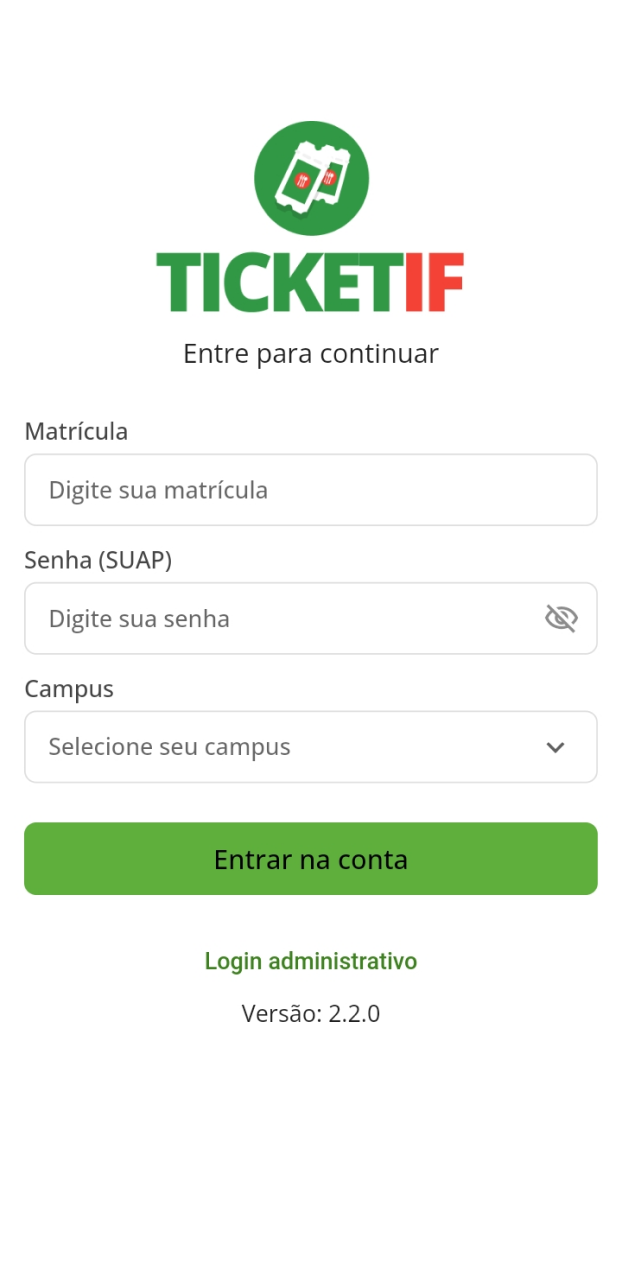 TICKETIF
Entre para continuar
Matrícula
Digite sua matrícula
Senha (SUAP)
Digite sua senha
Campus
Selecione seu campus
Entrar na conta
Login administrativo
Versão: 2.2.0